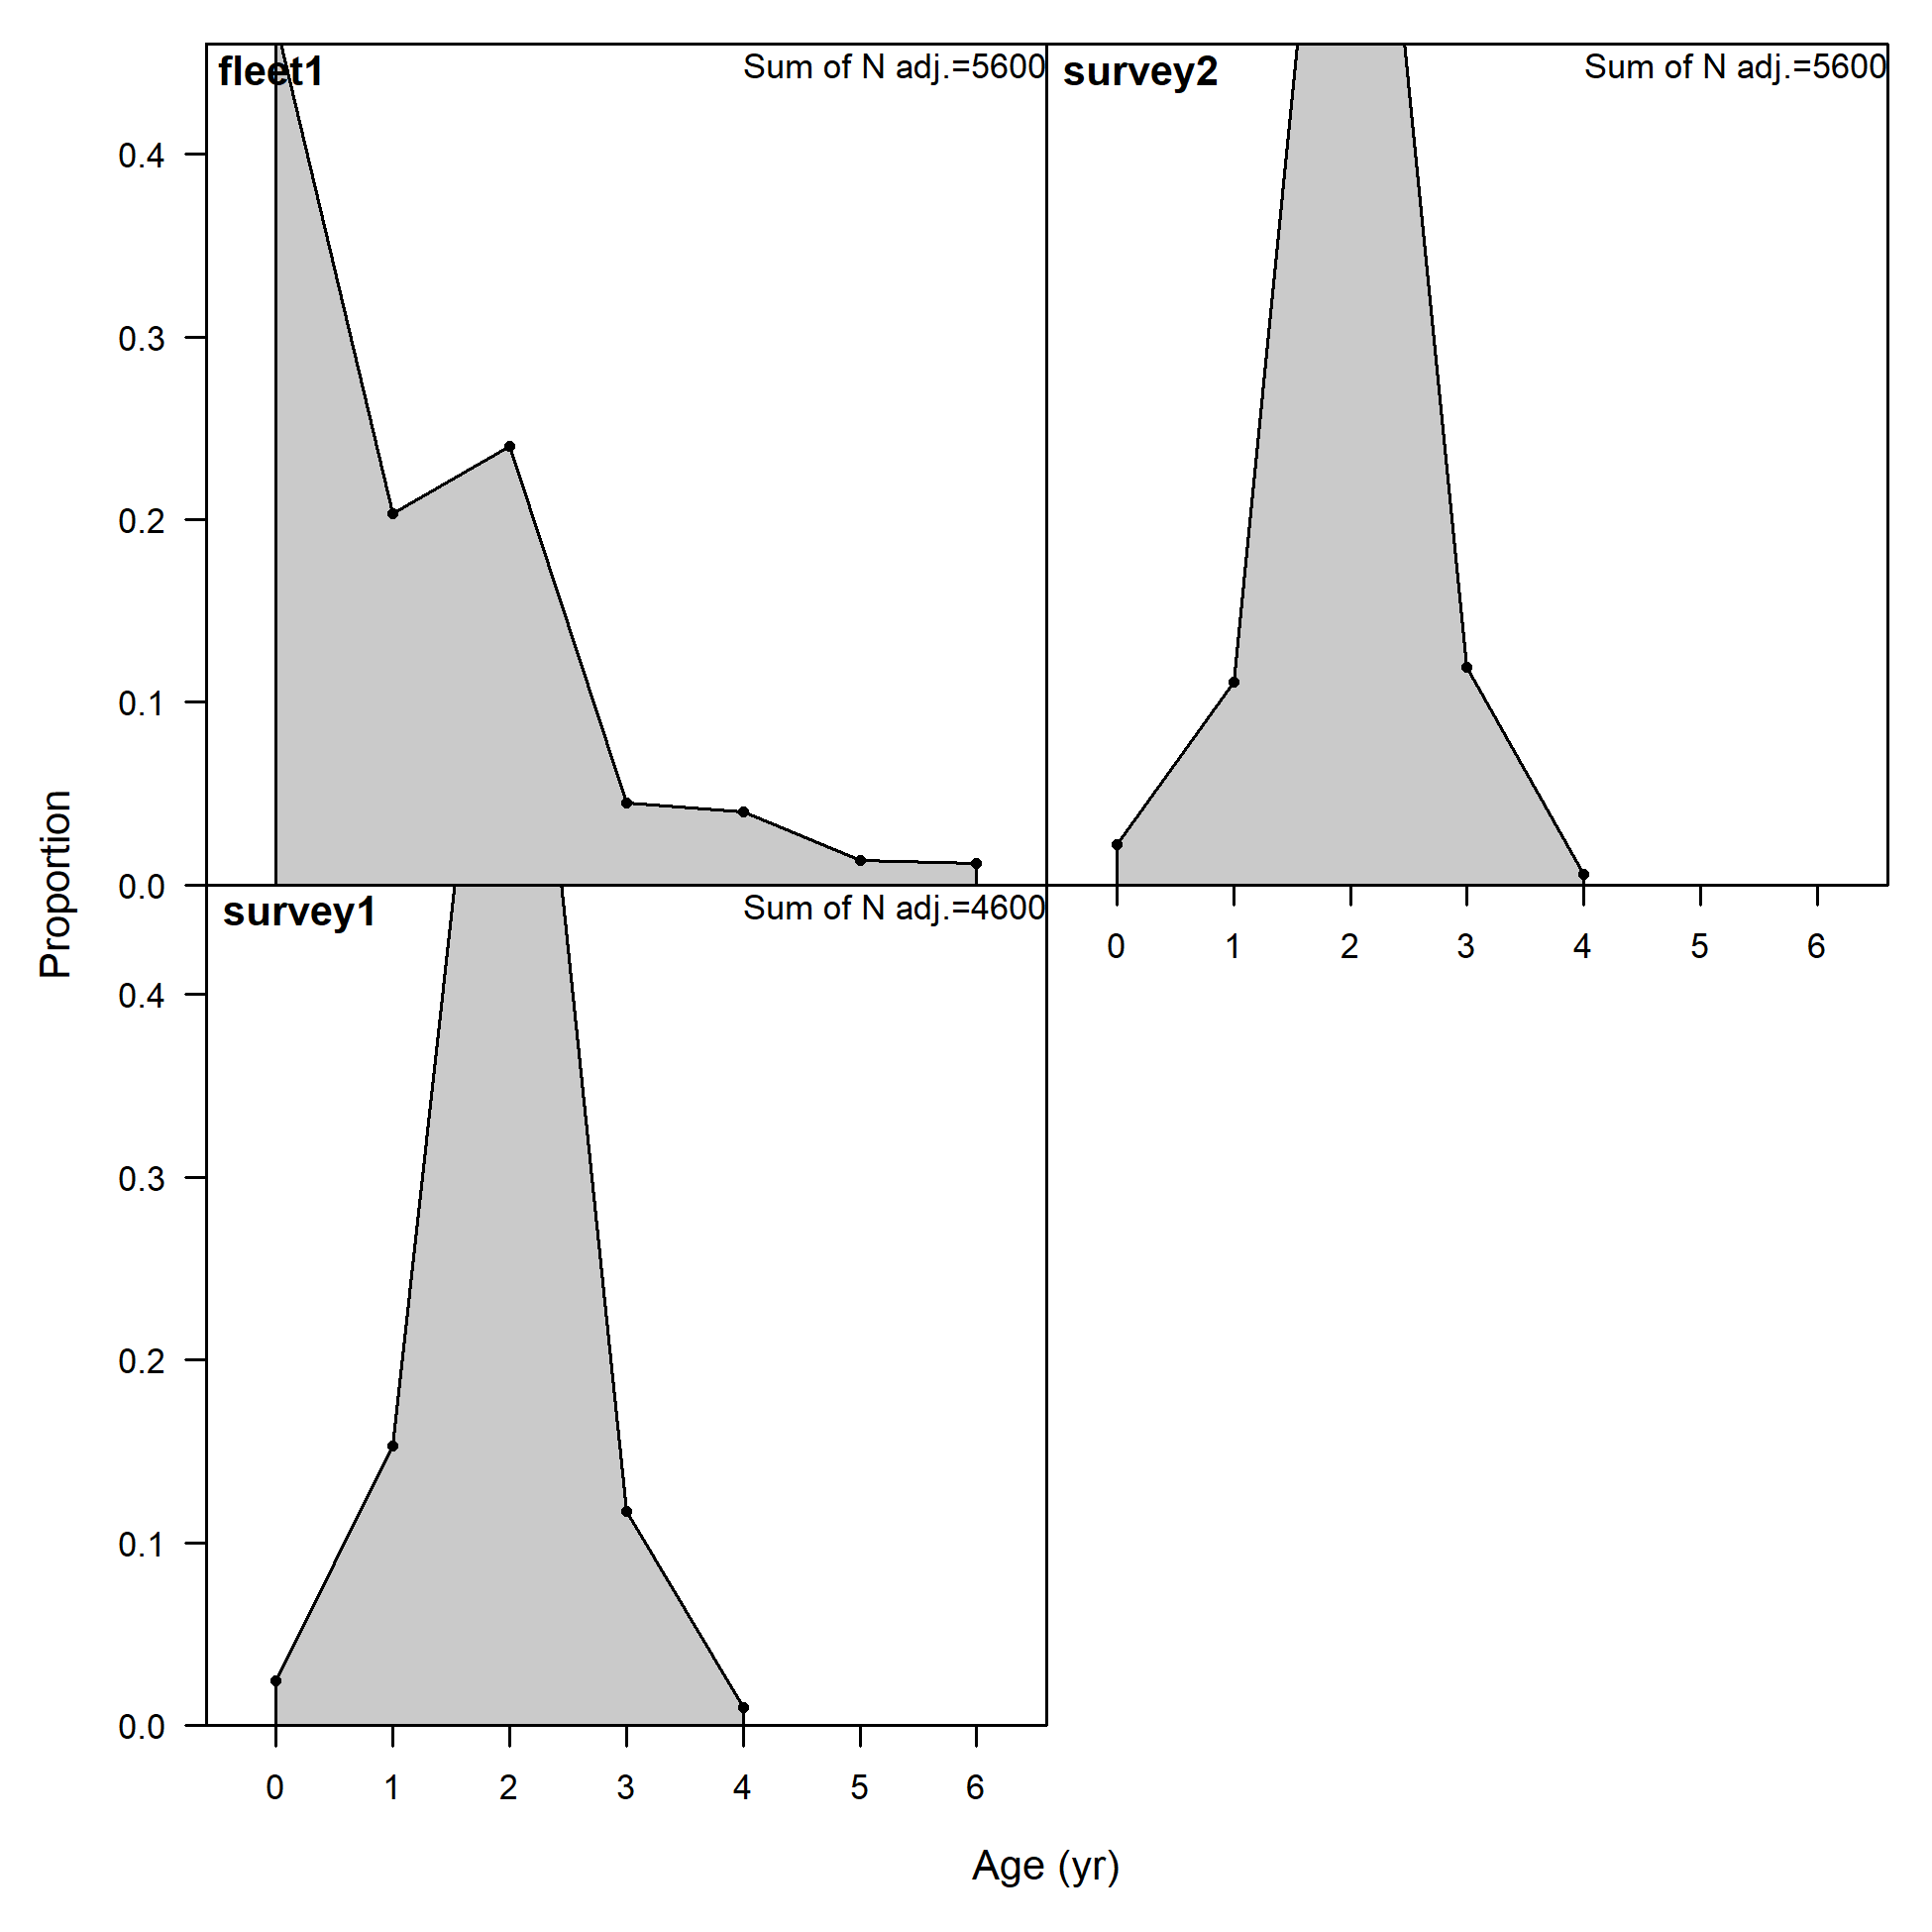 fleet1
Sum of N adj.=5600
0.4
0.3
0.2
0.1
0.0
survey2
Sum of N adj.=5600
0 1 2 3 4 5 6
survey1
Sum of N adj.=4600
0.4
0.3
0.2
0.1
0.0
0 1 2 3 4 5 6
Proportion
Age (yr)